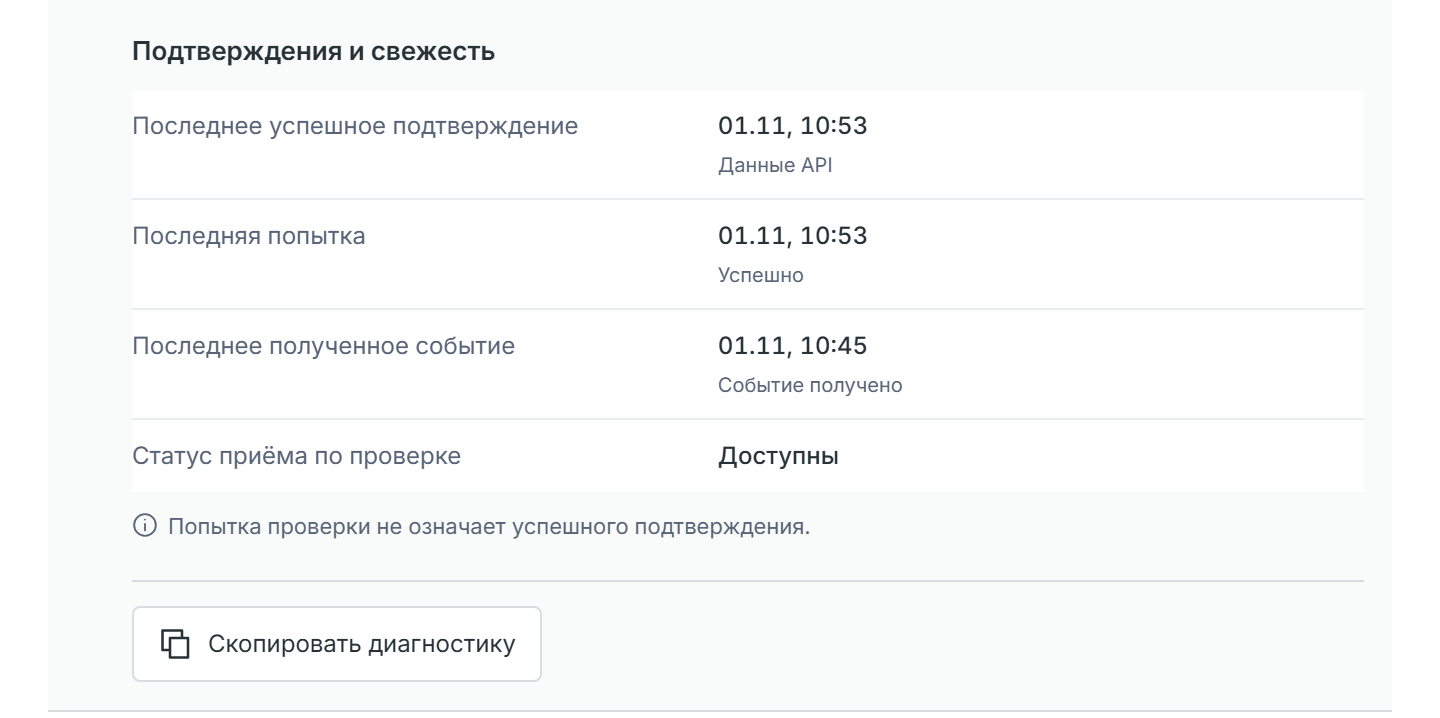 Подтверждения и свежесть
Последнее успешное подтверждение
01.11, 10:53
Данные API
Последняя попытка
01.11, 10:53
Успешно
Последнее полученное событие
01.11, 10:45
Событие получено
Статус приёма по проверке
Доступны
Попытка проверки не означает успешного подтверждения.
Скопировать диагностику